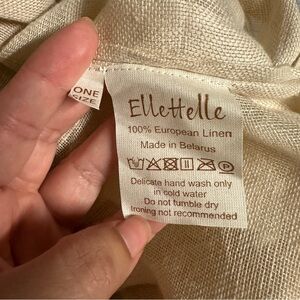 ONE
SIZE
ElleHelle
100% European Linen
Made in Belarus
Delicate hand wash only
in cold water
Do not tumble dry
Ironing not recommended